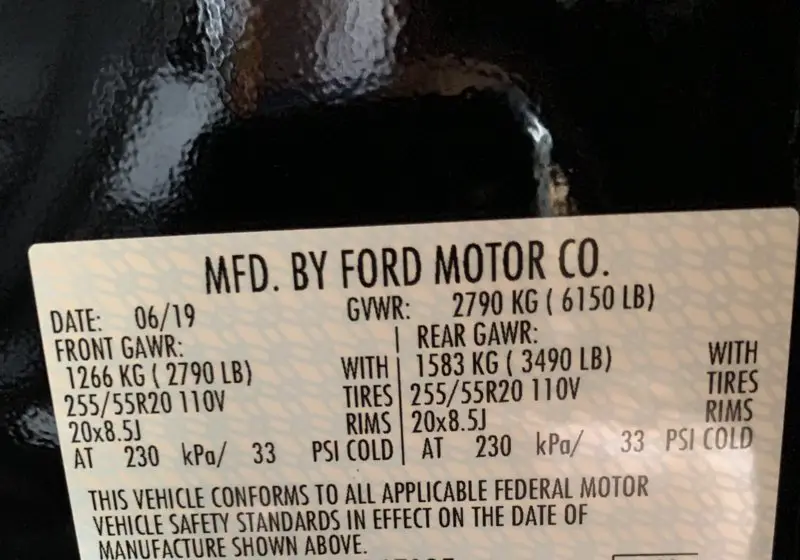 MFD. BY FORD MOTOR CO.
DATE: 06/19 GVWR: 2790 KG ( 6150 LB)
FRONT GAWR: | REAR GAWR:
1266 KG ( 2790 LB) WITH | 1583 KG ( 3490 LB) WITH
255/55R20 110V TIRES | 255/55R20 110V TIRES
20x8.5J RIMS | 20x8.5J RIMS
AT 230 kPa/ 33 PSI COLD | AT 230 kPa/ 33 PSI COLD
THIS VEHICLE CONFORMS TO ALL APPLICABLE FEDERAL MOTOR
VEHICLE SAFETY STANDARDS IN EFFECT ON THE DATE OF
MANUFACTURE SHOWN ABOVE.